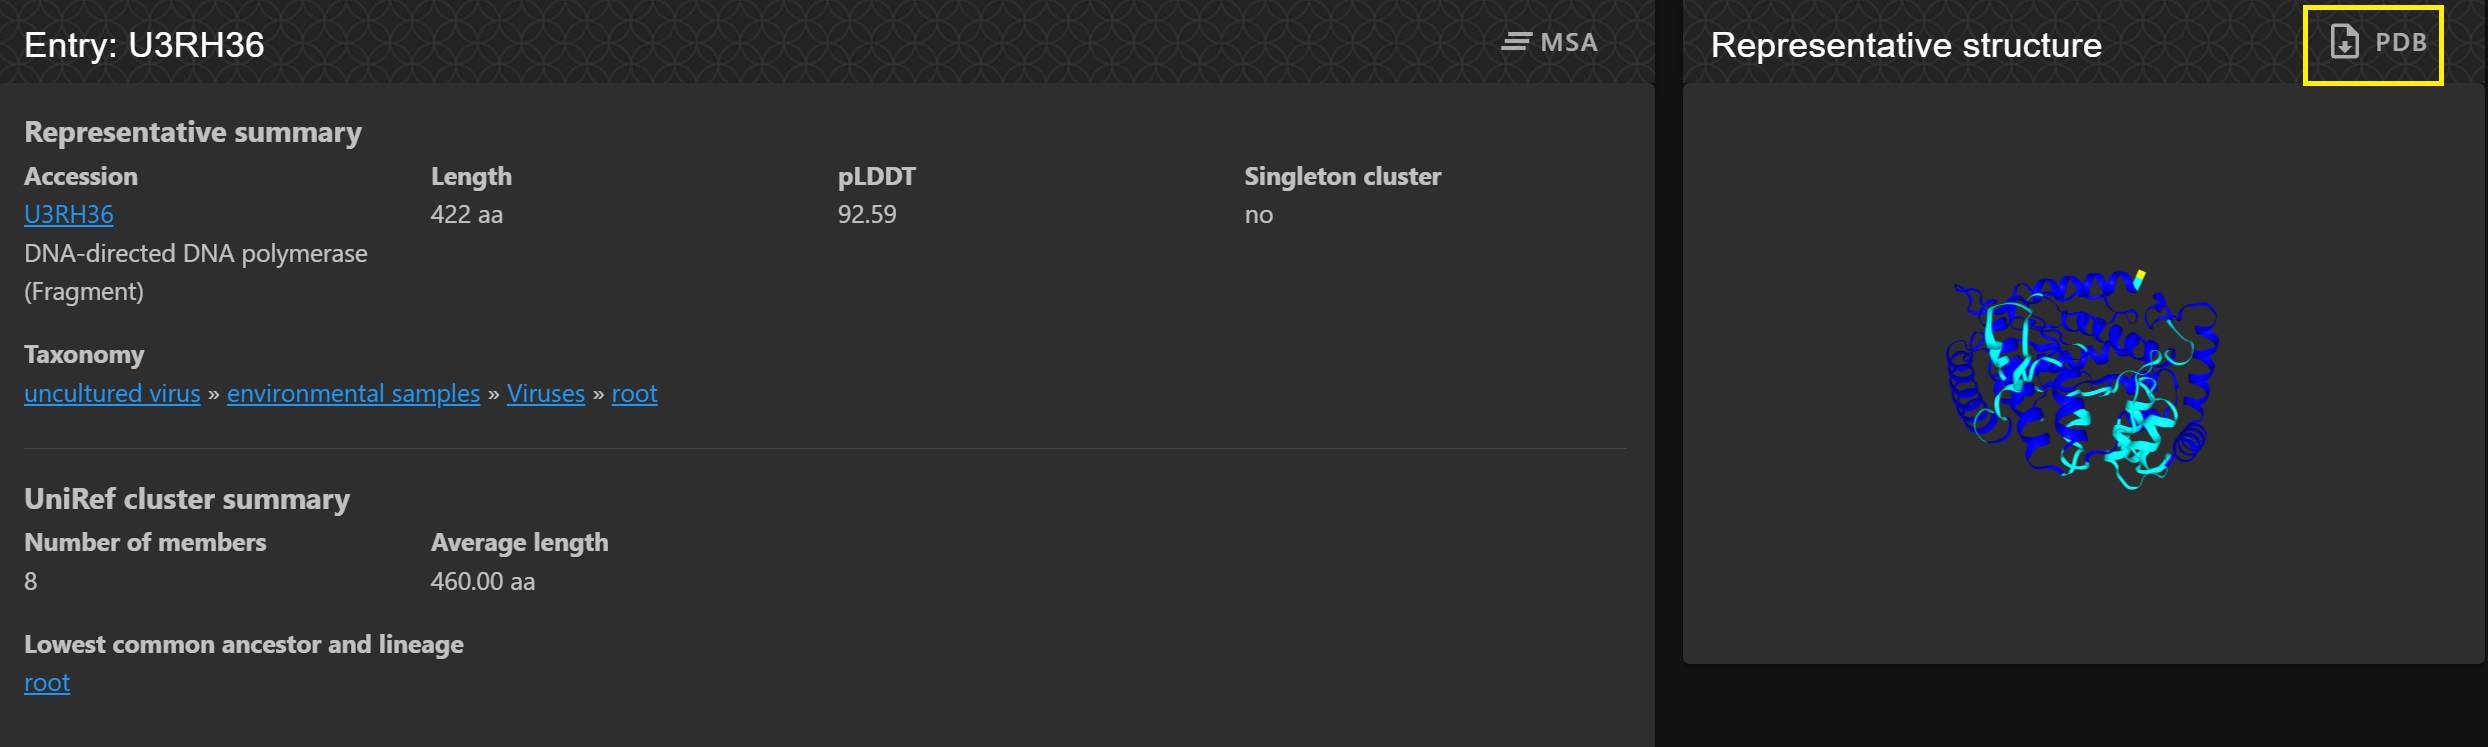 Entry: U3RH36
MSA
Representative structure
PDB
Representative summary
Accession
Length
pLDDT
Singleton cluster
U3RH36
422 aa
92.59
no
DNA-directed DNA polymerase
(Fragment)
Taxonomy
uncultured virus » environmental samples » Viruses » root
UniRef cluster summary
Number of members
Average length
8
460.00 aa
Lowest common ancestor and lineage
root